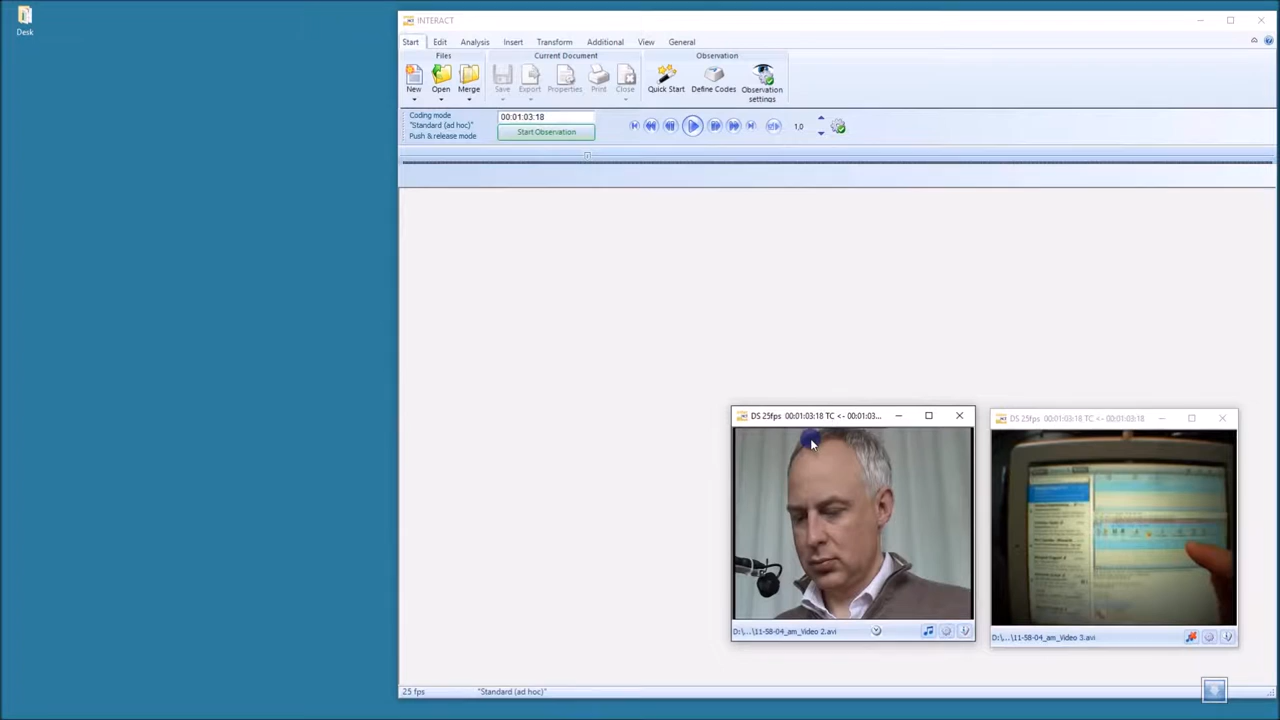 Desk
INTERACT
Start Edit Analysis Insert Transform Additional View General
Files Current Document Observation
New Open Merge Save Export Properties Print Close Quick Start Define Codes Observation settings
Coding mode
"Standard (ad hoc)"
Push & release mode
00:01:03:18
Start Observation
1,0
DS 25fps 00:01:03:18 TC <- 00:01:03...
DS 25fps 00:01:03:18 TC <- 00:01:03:18
D:\...\11-58-04_am_Video 2.avi
D:\...\11-58-04_am_Video 3.avi
25 fps "Standard (ad hoc)"